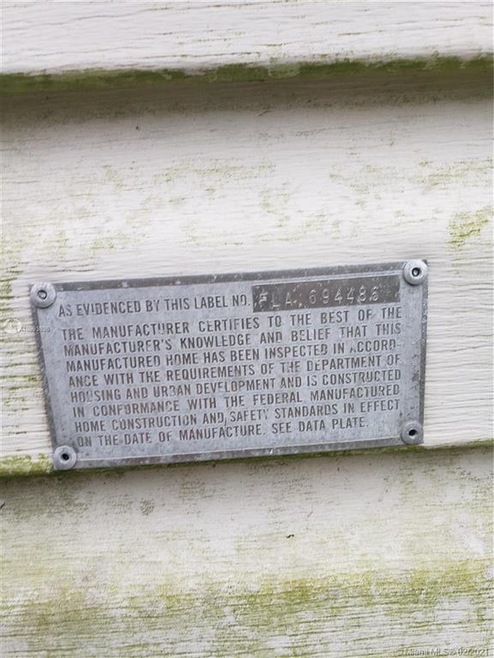 AS EVIDENCED BY THIS LABEL NO. FLA 694486
THE MANUFACTURER CERTIFIES TO THE BEST OF THE
MANUFACTURER'S KNOWLEDGE AND BELIEF THAT THIS
MANUFACTURED HOME HAS BEEN INSPECTED IN ACCORD-
ANCE WITH THE REQUIREMENTS OF THE DEPARTMENT OF
HOUSING AND URBAN DEVELOPMENT AND IS CONSTRUCTED
IN CONFORMANCE WITH THE FEDERAL MANUFACTURED
HOME CONSTRUCTION AND SAFETY STANDARDS IN EFFECT
ON THE DATE OF MANUFACTURE. SEE DATA PLATE.
Miami MLS 2021